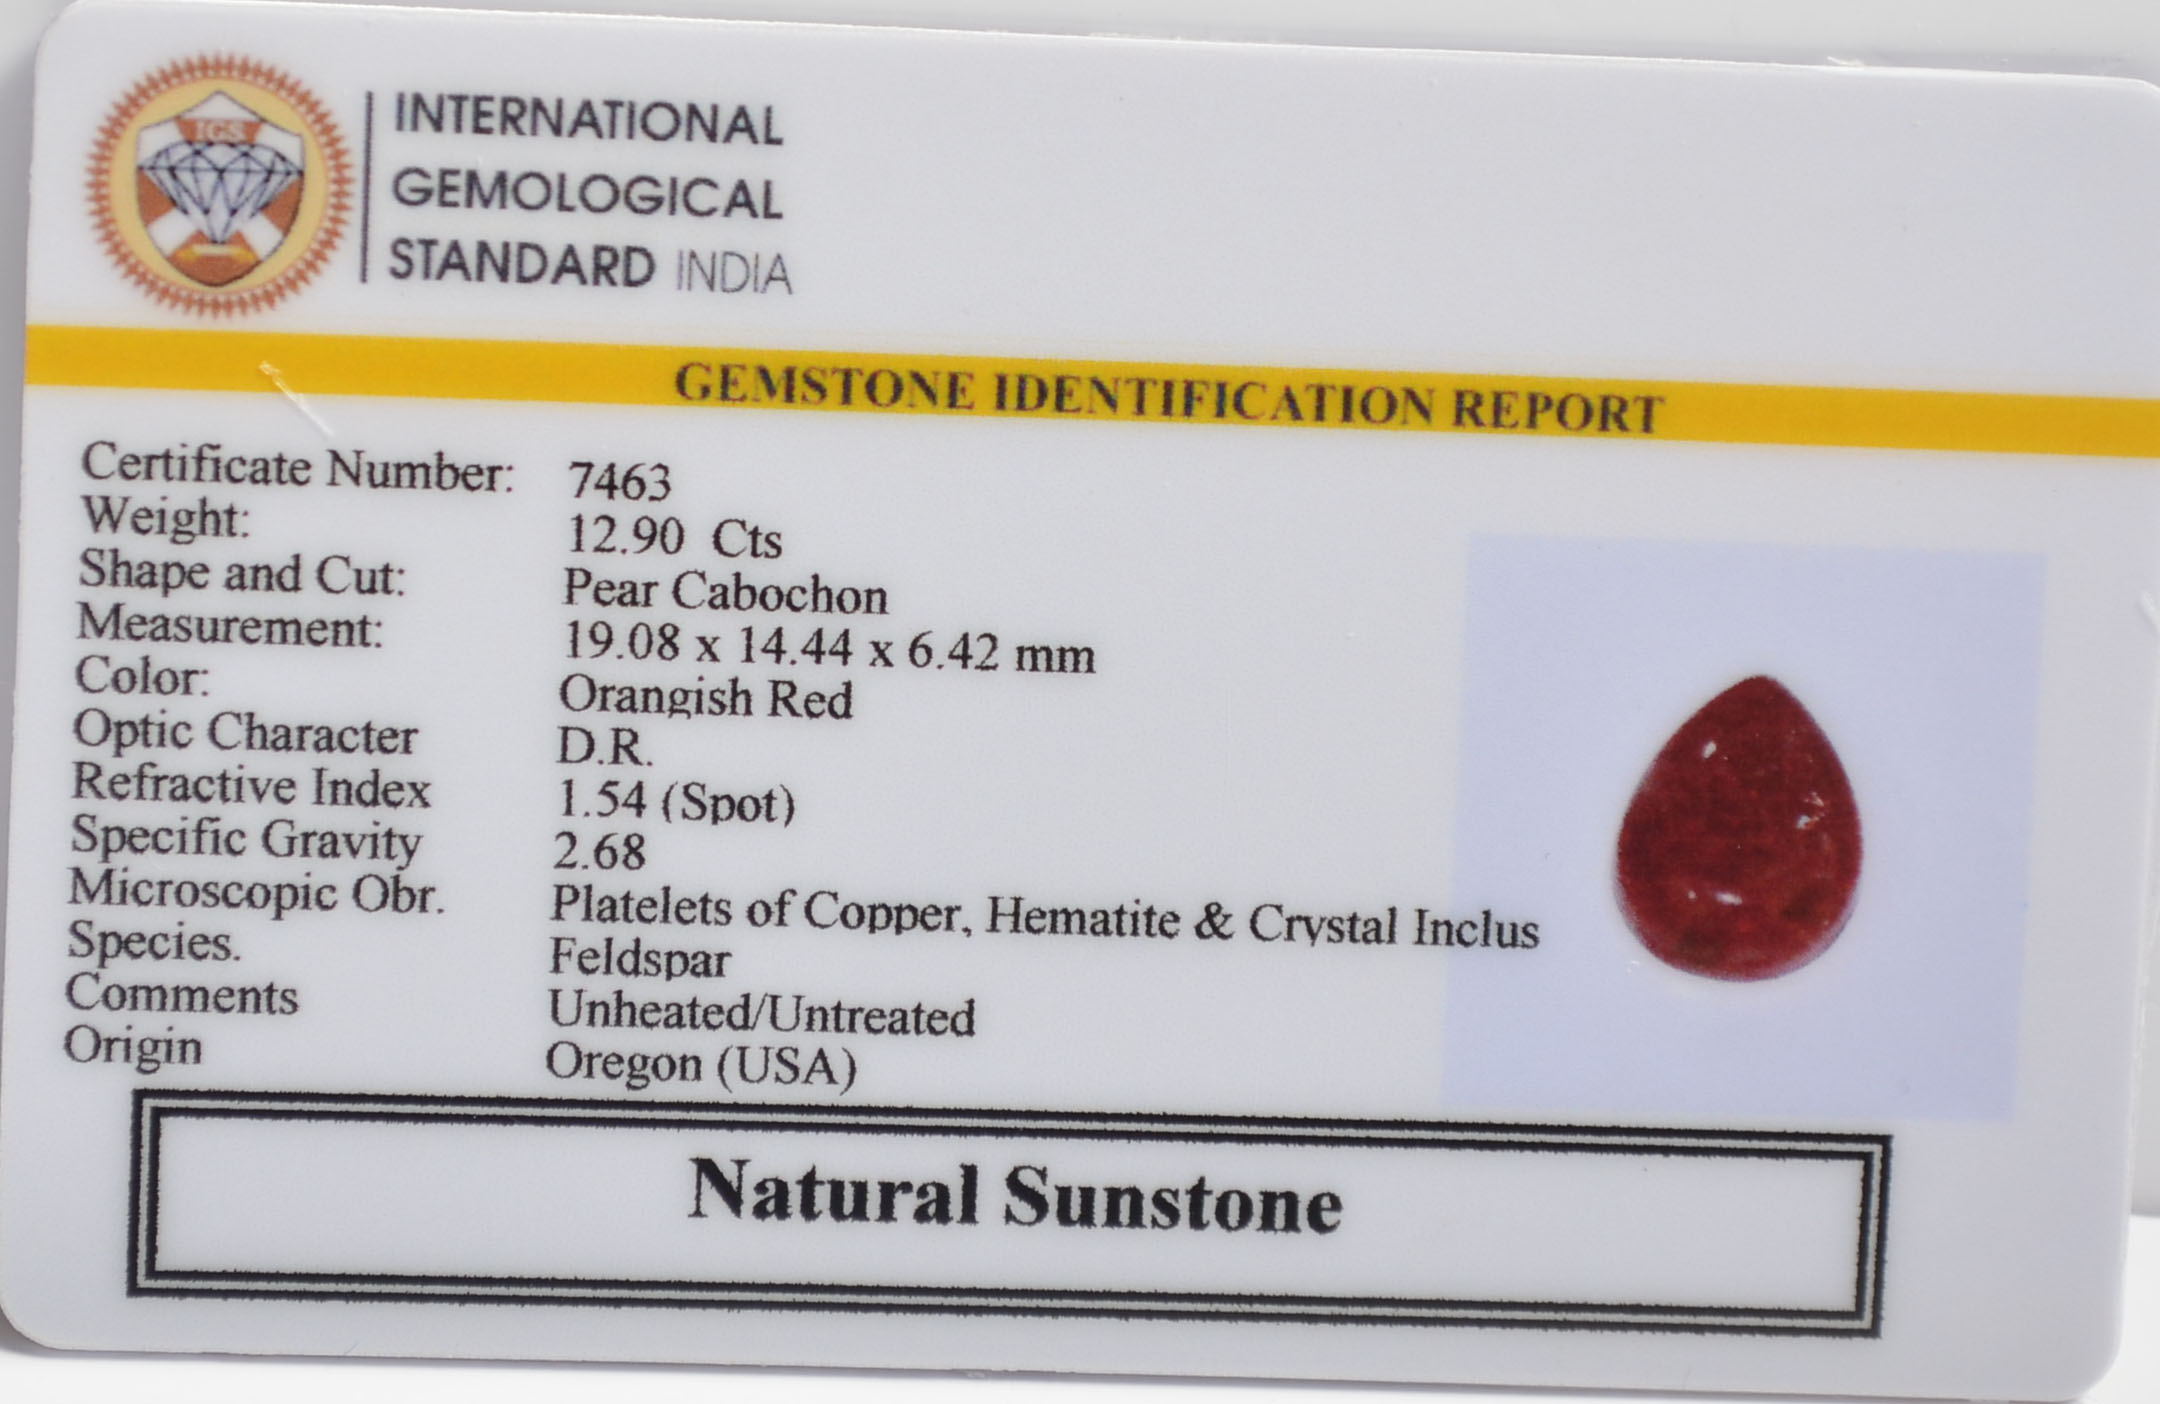 IGS
INTERNATIONAL
GEMOLOGICAL
STANDARD INDIA
GEMSTONE IDENTIFICATION REPORT
Certificate Number: 7463
Weight: 12.90 Cts
Shape and Cut: Pear Cabochon
Measurement: 19.08 x 14.44 x 6.42 mm
Color: Orangish Red
Optic Character D.R.
Refractive Index 1.54 (Spot)
Specific Gravity 2.68
Microscopic Obr. Platelets of Copper, Hematite & Crystal Inclus
Species. Feldspar
Comments Unheated/Untreated
Origin Oregon (USA)
Natural Sunstone